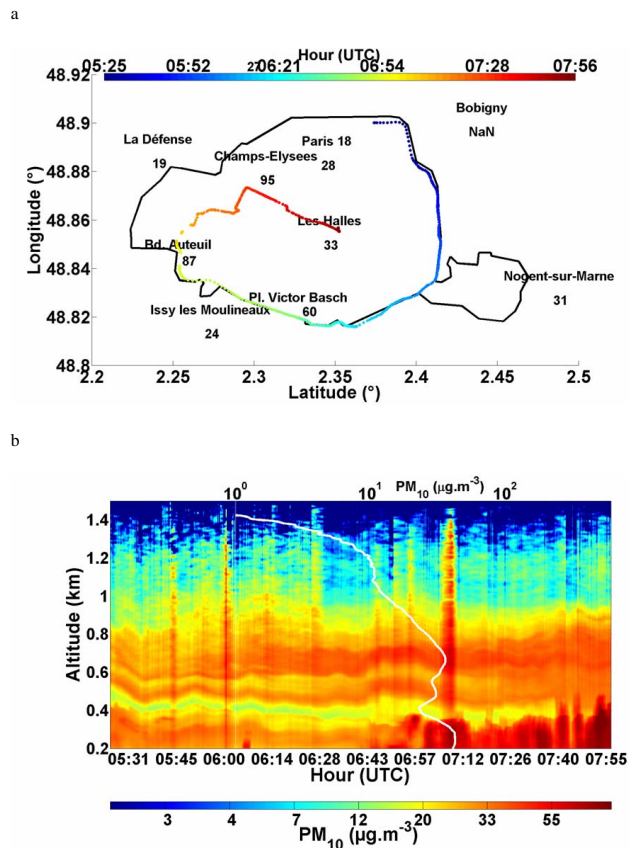 a
Hour (UTC)
05:25 05:52 06:21 06:54 07:28 07:56
27
48.92
48.9
48.88
48.86
48.84
48.82
48.8
Longitude (°)
Bobigny
NaN
La Défense
19
Paris 18
28
Champs-Elysees
95
Les Halles
33
Bd. Auteuil
87
Nogent-sur-Marne
31
Pl. Victor Basch
60
Issy les Moulineaux
24
2.2 2.25 2.3 2.35 2.4 2.45 2.5
Latitude (°)
b
10⁰ 10¹ PM10 (µg.m-3) 10²
1.4
1.2
1
0.8
0.6
0.4
0.2
Altitude (km)
05:31 05:45 06:00 06:14 06:28 06:43 06:57 07:12 07:26 07:40 07:55
Hour (UTC)
3 4 7 12 20 33 55
PM10 (µg.m-3)